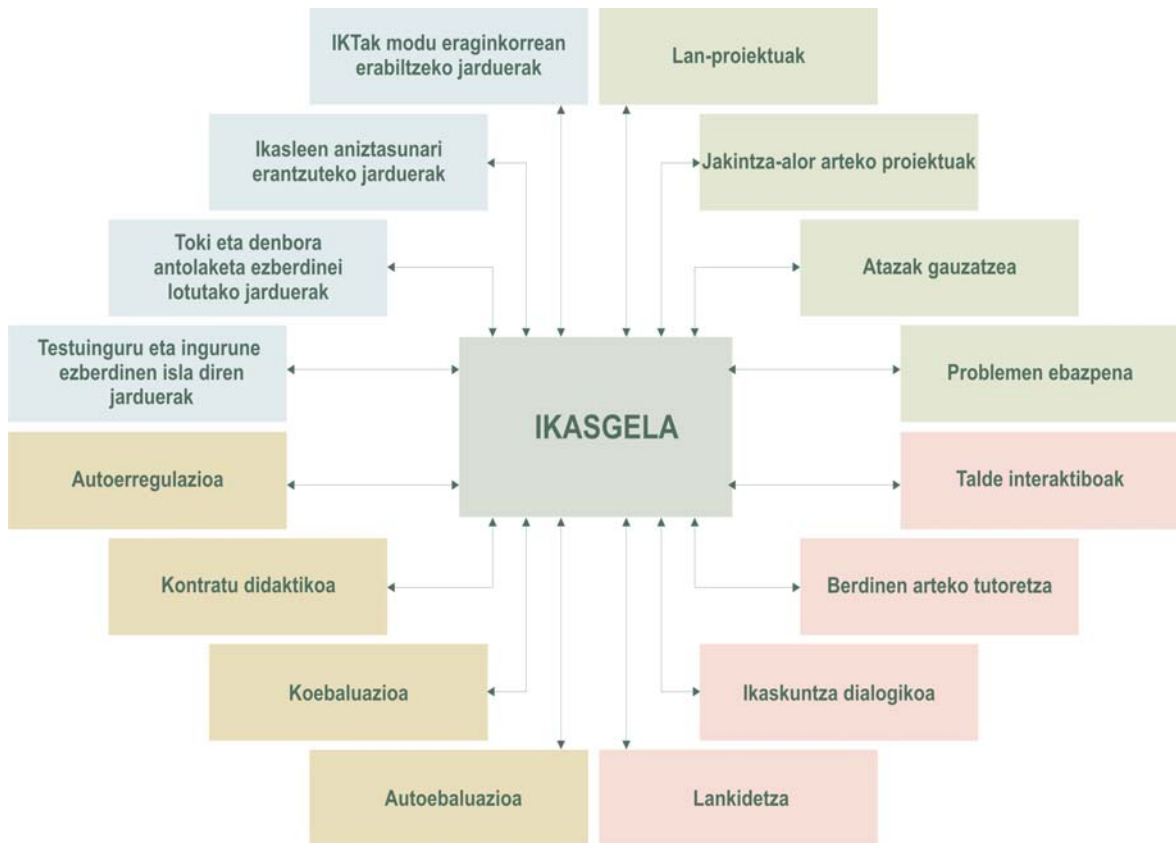 IKTak modu eraginkorrean
erabiltzeko jarduerak
Lan-proiektuak
Ikasleen aniztasunari
erantzuteko jarduerak
Jakintza-alor arteko proiektuak
Toki eta denbora
antolaketa ezberdinei
lotutako jarduerak
Atazak gauzatzea
Testuinguru eta ingurune
ezberdinen isla diren
jarduerak
Problemen ebazpena
IKASGELA
Autoerregulazioa
Talde interaktiboak
Kontratu didaktikoa
Berdinen arteko tutoretza
Koebaluazioa
Ikaskuntza dialogikoa
Autoebaluazioa
Lankidetza